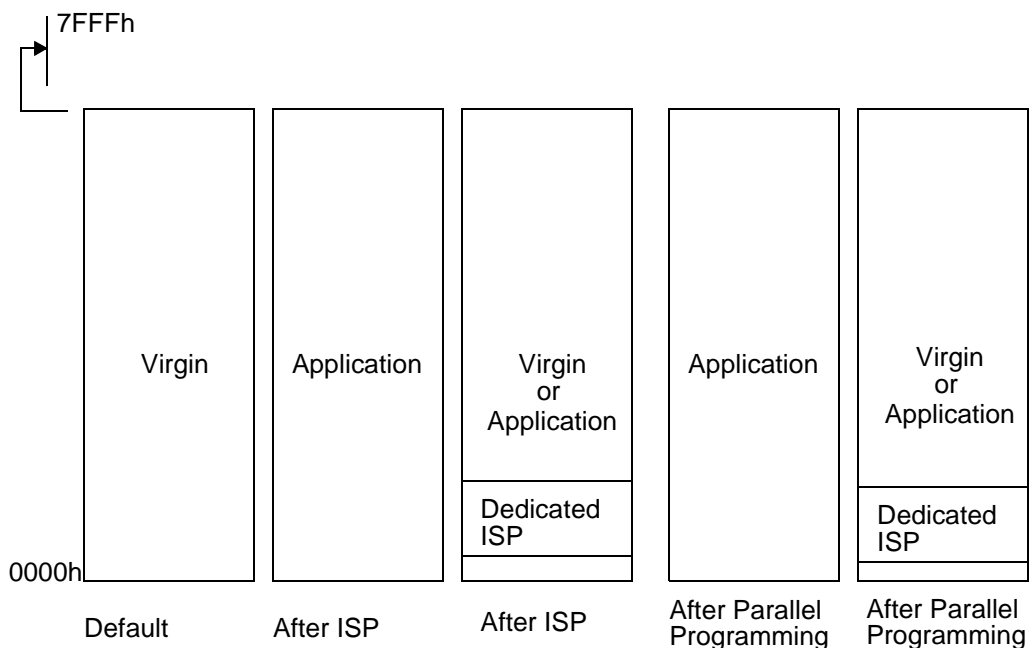 7FFFh
Virgin
Application
Virgin
or
Application
Dedicated
ISP
Application
Virgin
or
Application
Dedicated
ISP
0000h
Default
After ISP
After ISP
After Parallel
Programming
After Parallel
Programming